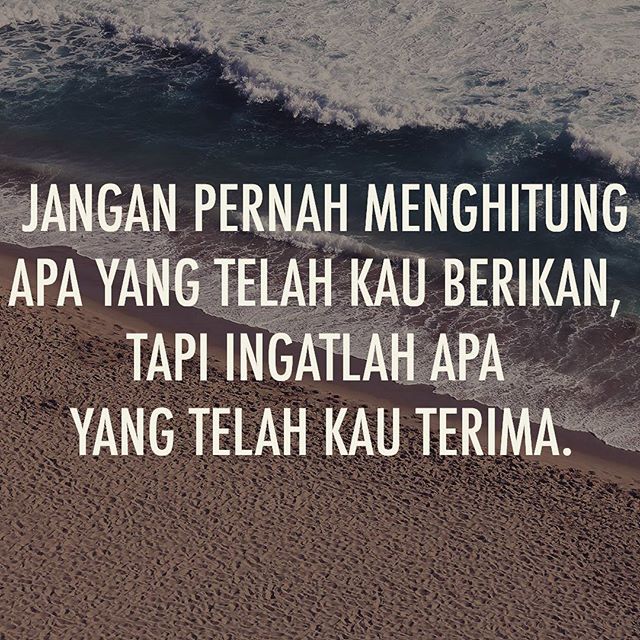 JANGAN PERNAH MENGHITUNG
APA YANG TELAH KAU BERIKAN,
TAPI INGATLAH APA
YANG TELAH KAU TERIMA.